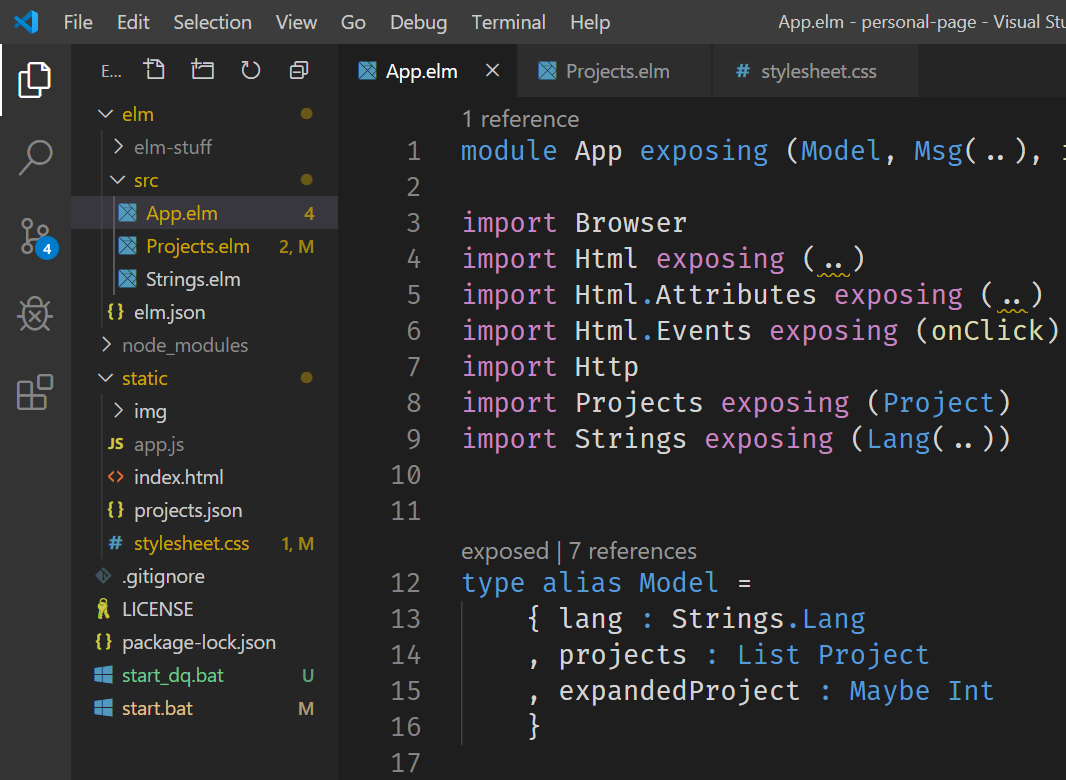 File Edit Selection View Go Debug Terminal Help App.elm - personal-page - Visual Stu
E...
App.elm
Projects.elm
# stylesheet.css
elm
elm-stuff
src
App.elm 4
Projects.elm 2, M
Strings.elm
{} elm.json
node_modules
static
img
JS app.js
<> index.html
{} projects.json
# stylesheet.css 1, M
.gitignore
LICENSE
{} package-lock.json
start_dq.bat U
start.bat M
4
1 reference
1 module App exposing (Model, Msg(..),
2
3 import Browser
4 import Html exposing (..)
5 import Html.Attributes exposing (..)
6 import Html.Events exposing (onClick)
7 import Http
8 import Projects exposing (Project)
9 import Strings exposing (Lang(..))
10
11
exposed | 7 references
12 type alias Model =
13 { lang : Strings.Lang
14 , projects : List Project
15 , expandedProject : Maybe Int
16 }
17